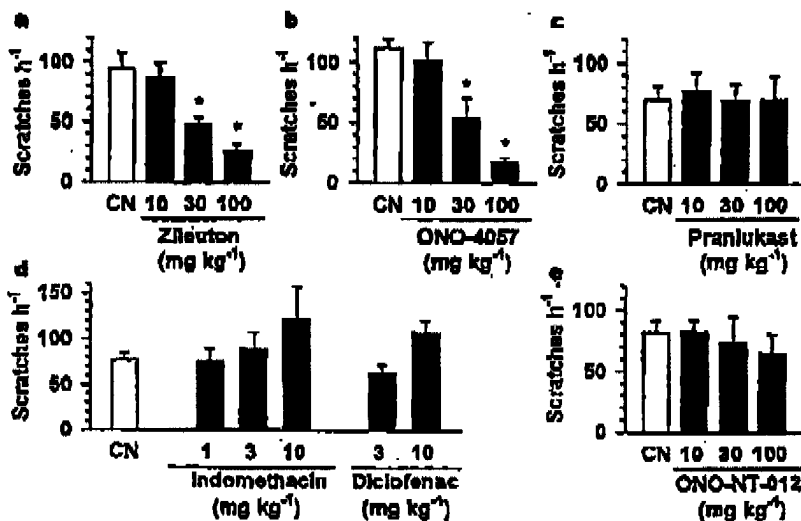 a
Scratches h⁻¹
100
50
0
CN 10 30 100
Zileuton
(mg kg⁻¹)
b
Scratches h⁻¹
100
50
0
CN 10 30 100
ONO-4057
(mg kg⁻¹)
c
Scratches h⁻¹
100
50
0
CN 10 30 100
Pranlukast
(mg kg⁻¹)
d
Scratches h⁻¹
150
100
50
0
CN 1 3 10 3 10
Indomethacin Diclofenac
(mg kg⁻¹) (mg kg⁻¹)
e
Scratches h⁻¹
100
50
0
CN 10 30 100
ONO-NT-012
(mg kg⁻¹)